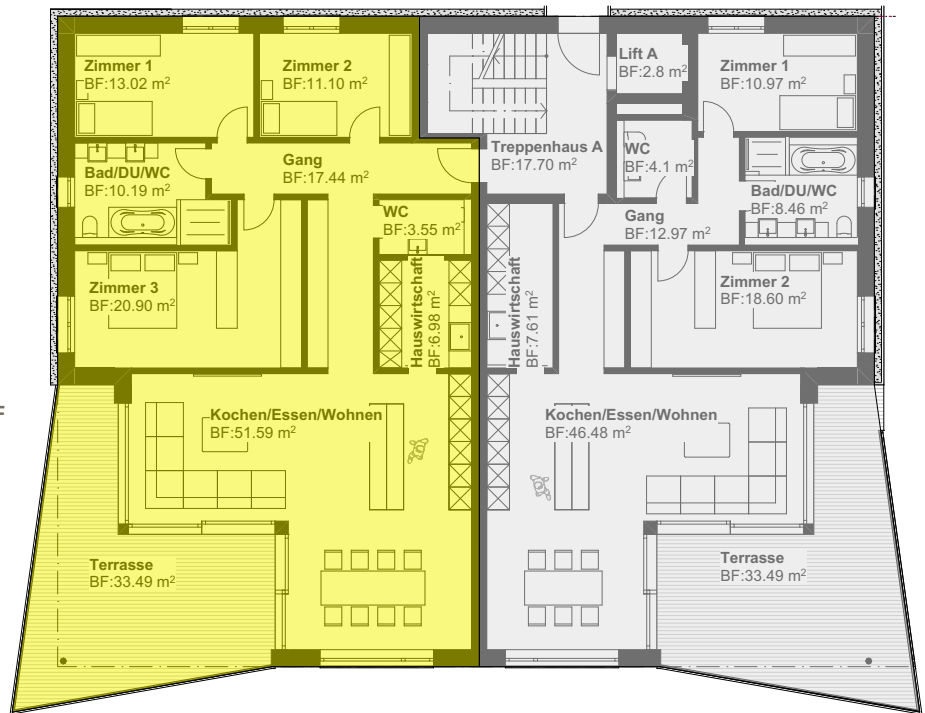 Zimmer 1
BF:13.02 m²
Zimmer 2
BF:11.10 m²
Lift A
BF:2.8 m²
Zimmer 1
BF:10.97 m²
Treppenhaus A
BF:17.70 m²
WC
BF:4.1 m²
Gang
BF:17.44 m²
Bad/DU/WC
BF:10.19 m²
Bad/DU/WC
BF:8.46 m²
WC
BF:3.55 m²
Gang
BF:12.97 m²
Zimmer 3
BF:20.90 m²
Hauswirtschaft
BF:6.98 m²
Hauswirtschaft
BF:7.61 m²
Zimmer 2
BF:18.60 m²
F
Kochen/Essen/Wohnen
BF:51.59 m²
Kochen/Essen/Wohnen
BF:46.48 m²
Terrasse
BF:33.49 m²
Terrasse
BF:33.49 m²